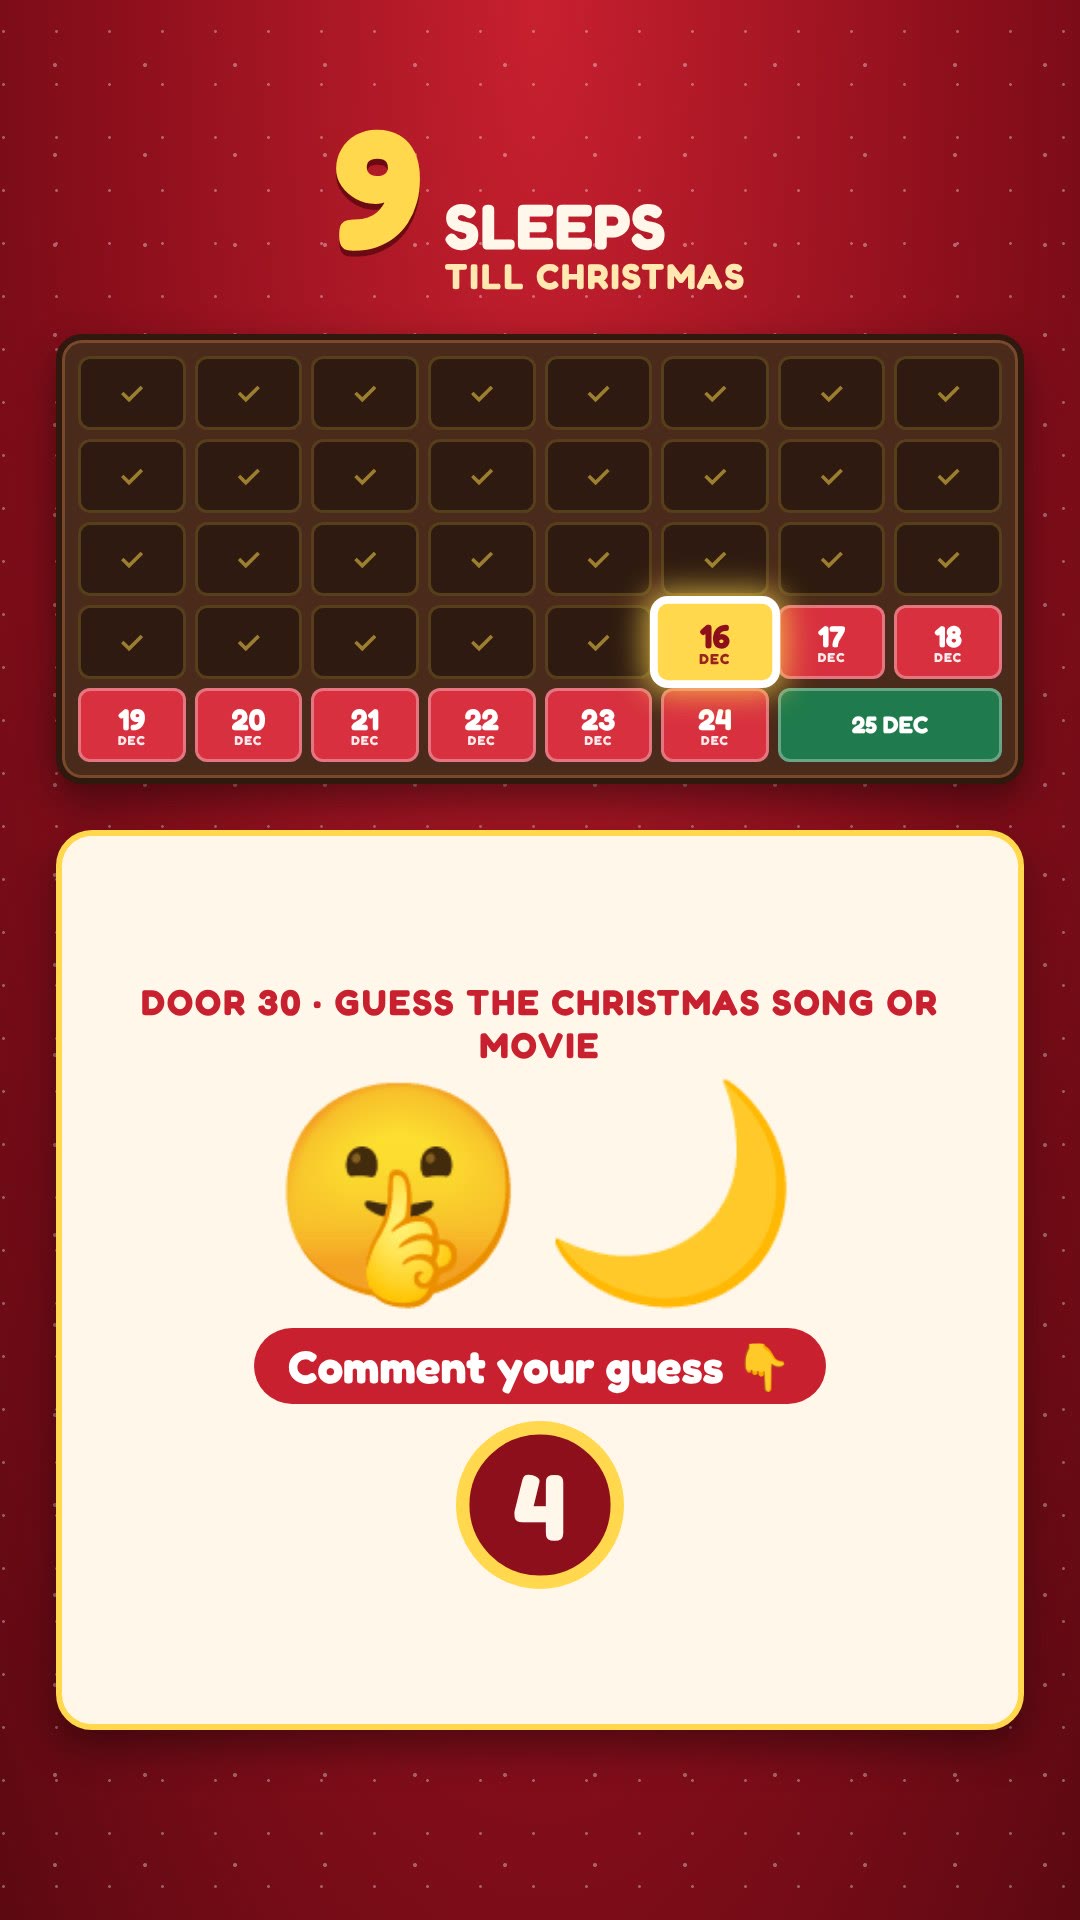 9 SLEEPS
TILL CHRISTMAS
16 DEC
17 DEC
18 DEC
19 DEC
20 DEC
21 DEC
22 DEC
23 DEC
24 DEC
25 DEC
DOOR 30 · GUESS THE CHRISTMAS SONG OR
MOVIE
Comment your guess 👇
4